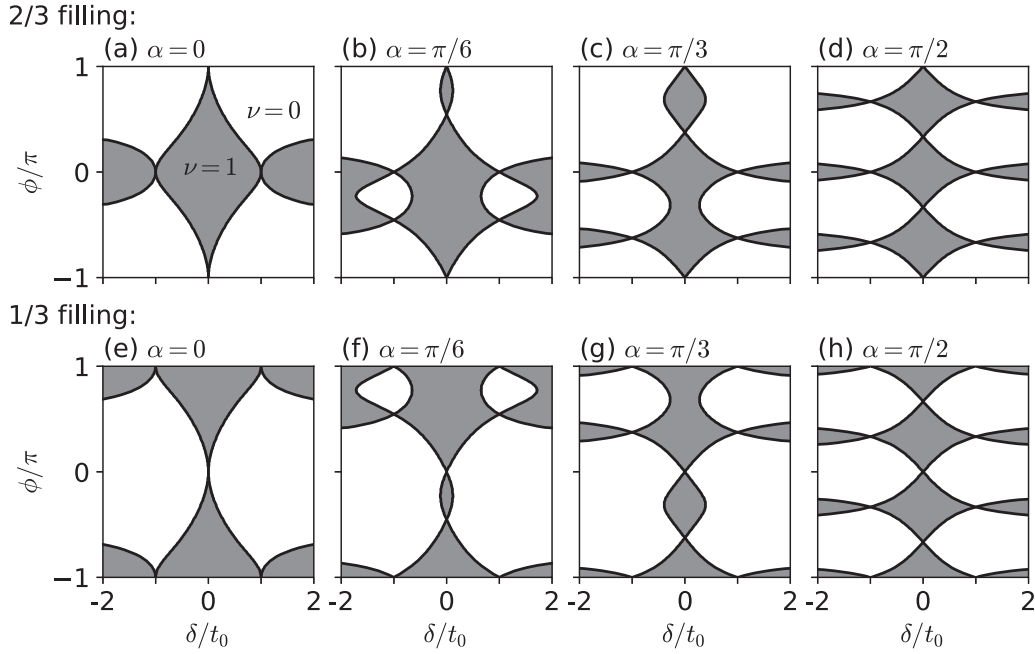 2/3 filling:
(a) α = 0
(b) α = π/6
(c) α = π/3
(d) α = π/2
1
0
−1
ϕ/π
ν = 0
ν = 1
1/3 filling:
(e) α = 0
(f) α = π/6
(g) α = π/3
(h) α = π/2
1
0
−1
ϕ/π
-2 0 2
-2 0 2
-2 0 2
-2 0 2
δ/t₀
δ/t₀
δ/t₀
δ/t₀